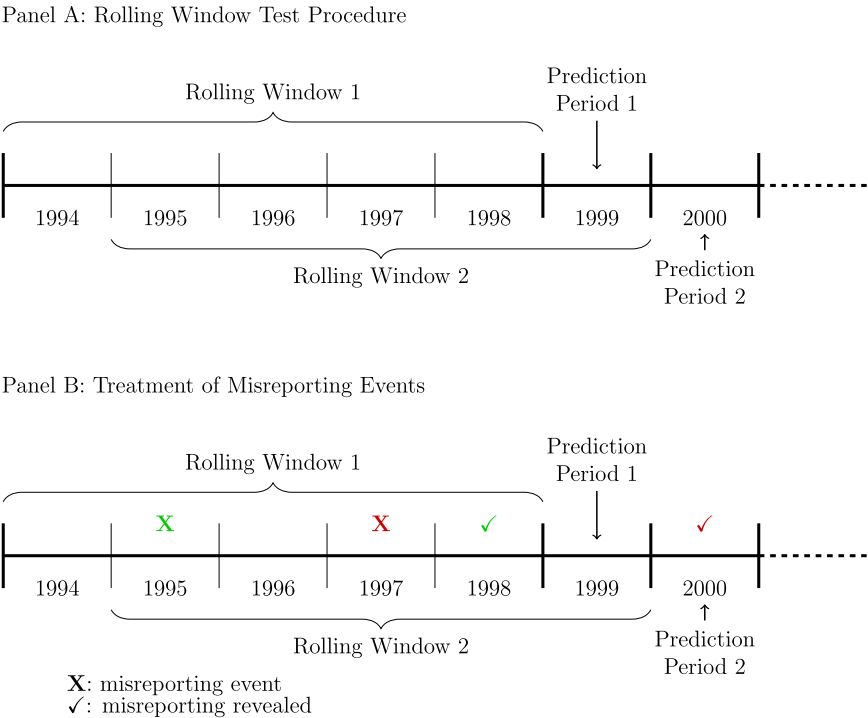 Panel A: Rolling Window Test Procedure
Prediction
Period 1
Rolling Window 1
1994 1995 1996 1997 1998 1999 2000
Rolling Window 2
Prediction
Period 2
Panel B: Treatment of Misreporting Events
Prediction
Period 1
Rolling Window 1
X X ✓ ✓
1994 1995 1996 1997 1998 1999 2000
Rolling Window 2
Prediction
Period 2
X: misreporting event
✓: misreporting revealed